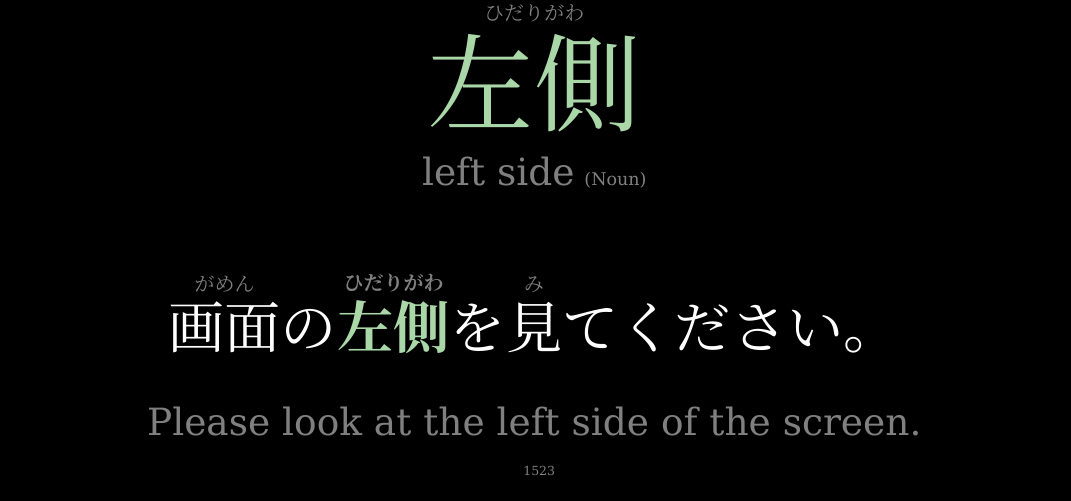 ひだりがわ
左側
left side (Noun)
がめん ひだりがわ み
画面の左側を見てください。
Please look at the left side of the screen.
1523